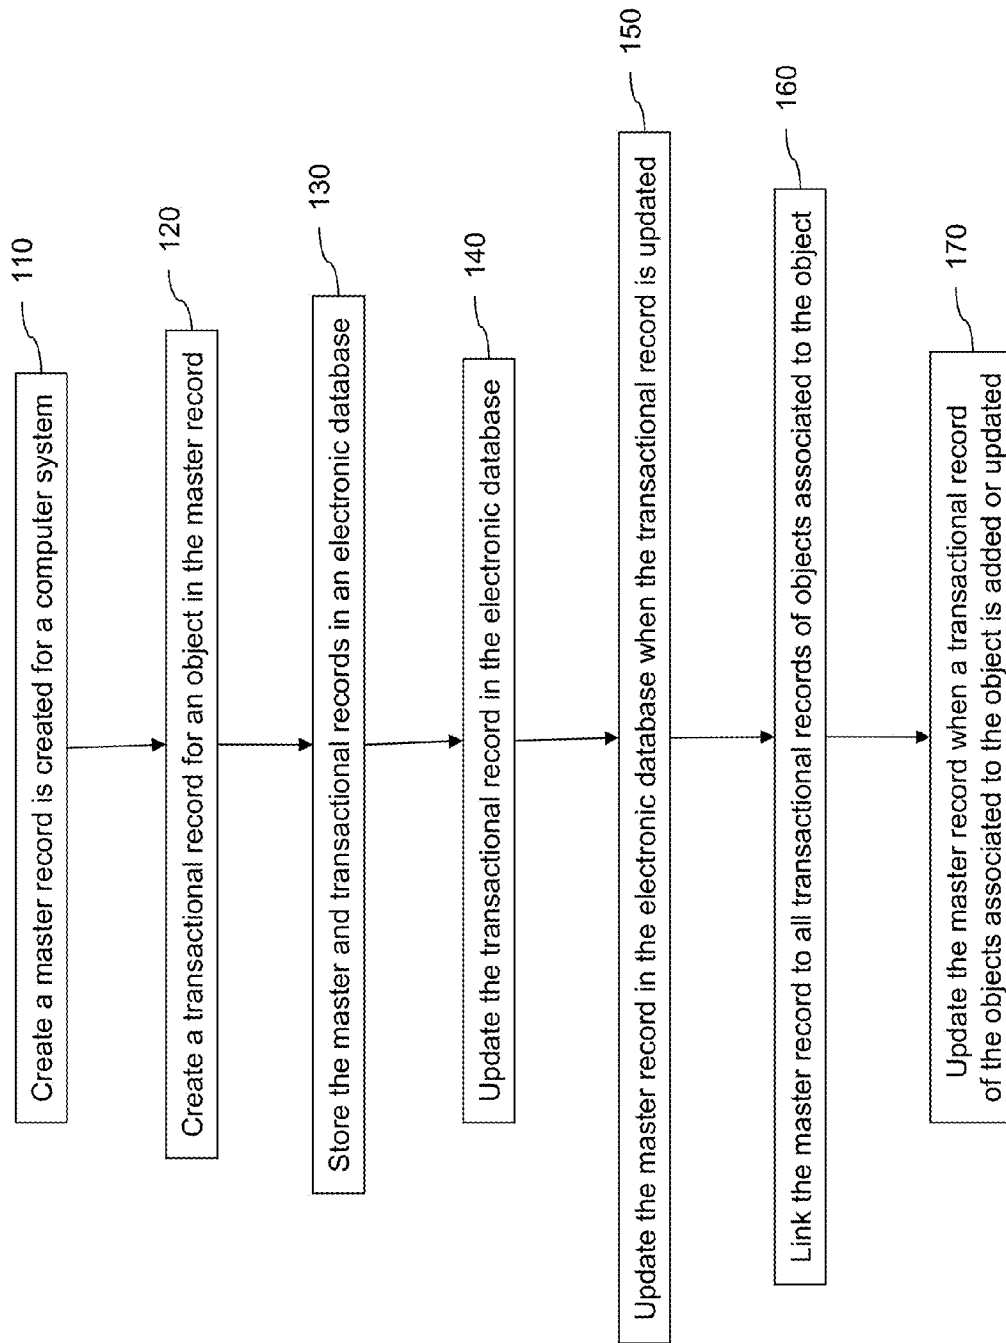 Create a master record is created for a computer system
110
Create a transactional record for an object in the master record
120
Store the master and transactional records in an electronic database
130
Update the transactional record in the electronic database
140
Update the master record in the electronic database when the transactional record is updated
150
Link the master record to all transactional records of objects associated to the object
160
Update the master record when a transactional record
of the objects associated to the object is added or updated
170